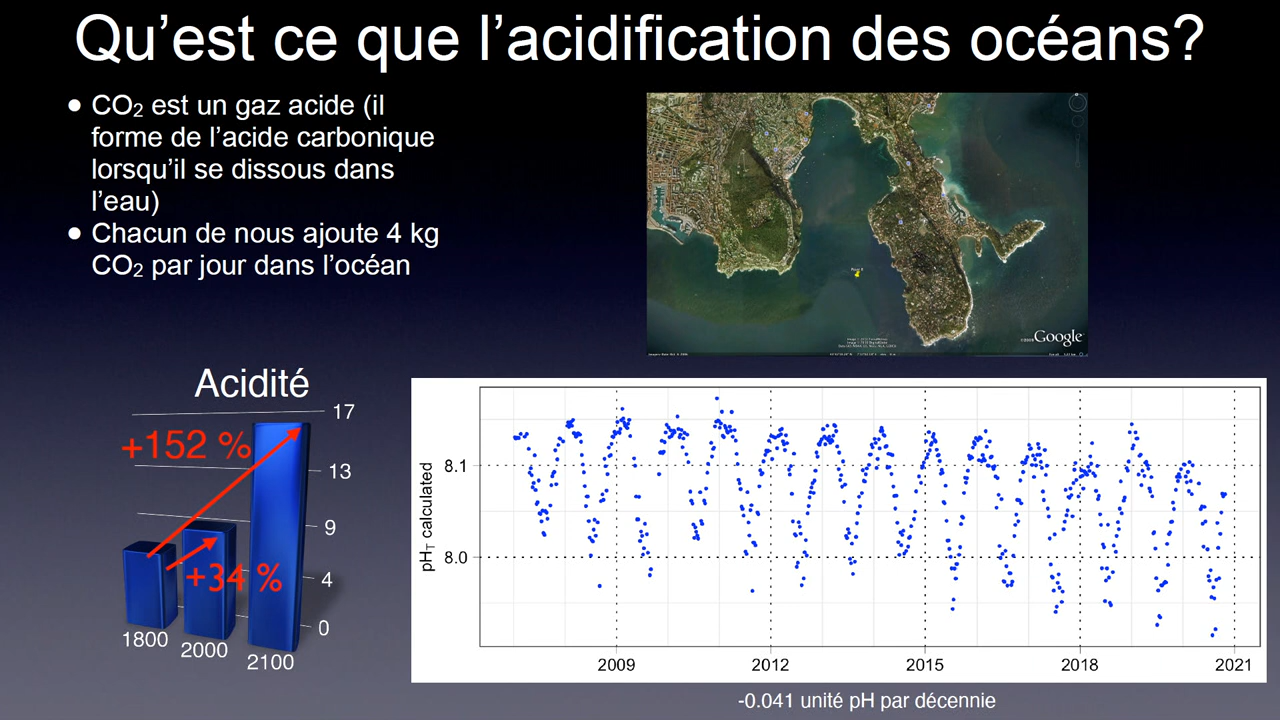 Qu’est ce que l’acidification des océans?
● CO₂ est un gaz acide (il
forme de l’acide carbonique
lorsqu’il se dissous dans
l’eau)
● Chacun de nous ajoute 4 kg
CO₂ par jour dans l’océan
Google
Acidité
17
+152 %
13
9
+34 %
4
0
1800
2000
2100
pHT calculated
8.1
8.0
2009
2012
2015
2018
2021
-0.041 unité pH par décennie